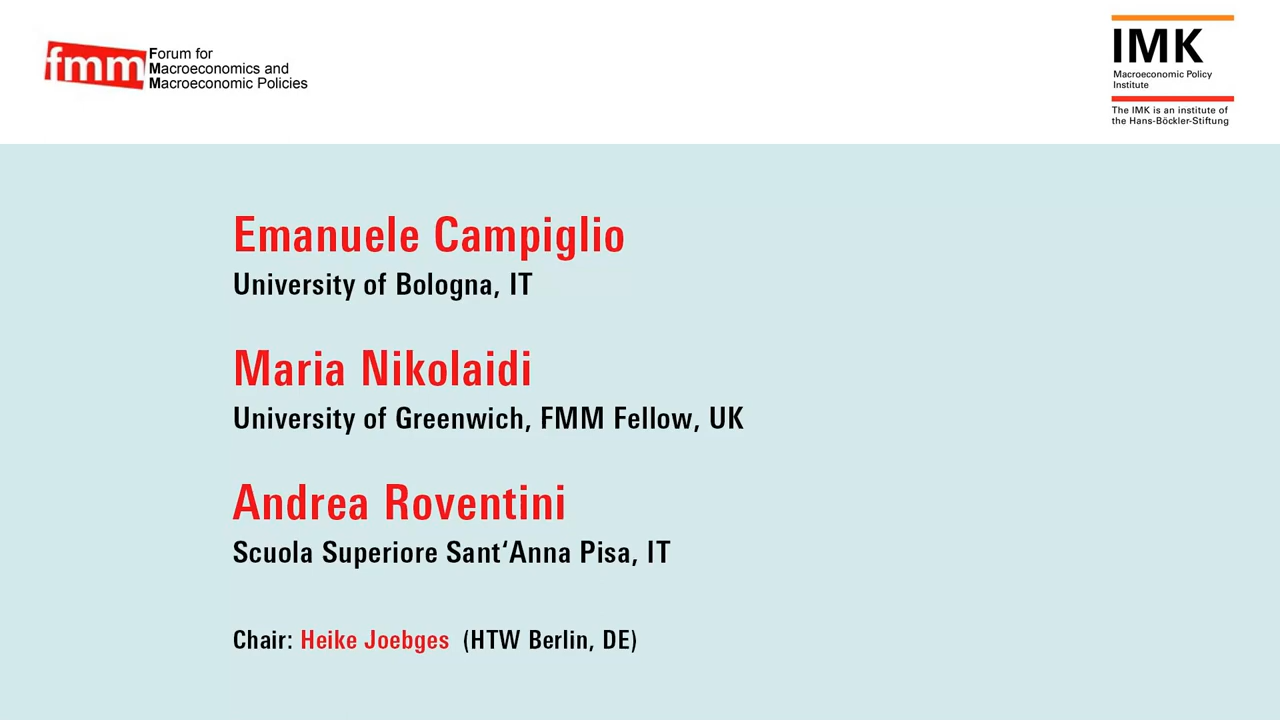 fmm
Forum for
Macroeconomics and
Macroeconomic Policies
IMK
Macroeconomic Policy
Institute
The IMK is an institute of
the Hans-Böckler-Stiftung
Emanuele Campiglio
University of Bologna, IT
Maria Nikolaidi
University of Greenwich, FMM Fellow, UK
Andrea Roventini
Scuola Superiore Sant‘Anna Pisa, IT
Chair: Heike Joebges (HTW Berlin, DE)